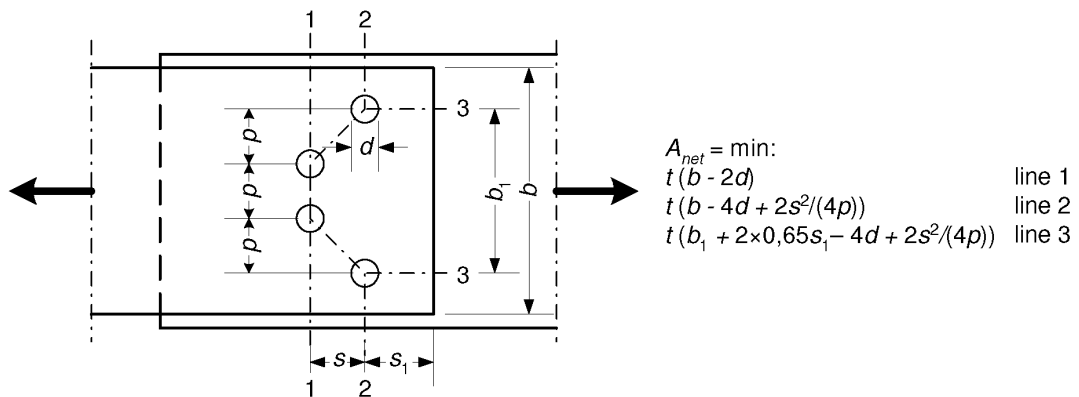 1 2
3
p
d
p
b₁
b
p
3
s s₁
1 2
A_net = min:
t (b - 2d) line 1
t (b - 4d + 2s²/(4p)) line 2
t (b₁ + 2×0,65s₁ – 4d + 2s²/(4p)) line 3